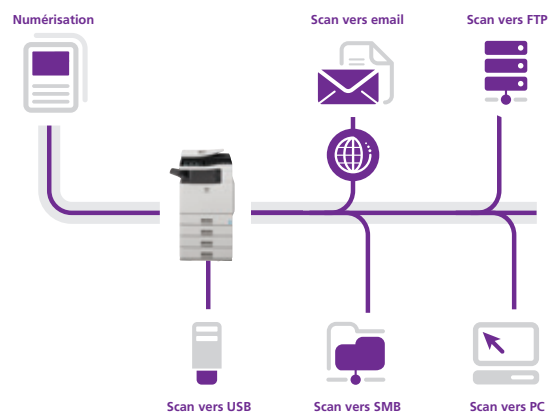 Numérisation
Scan vers email
Scan vers FTP
Scan vers USB
Scan vers SMB
Scan vers PC